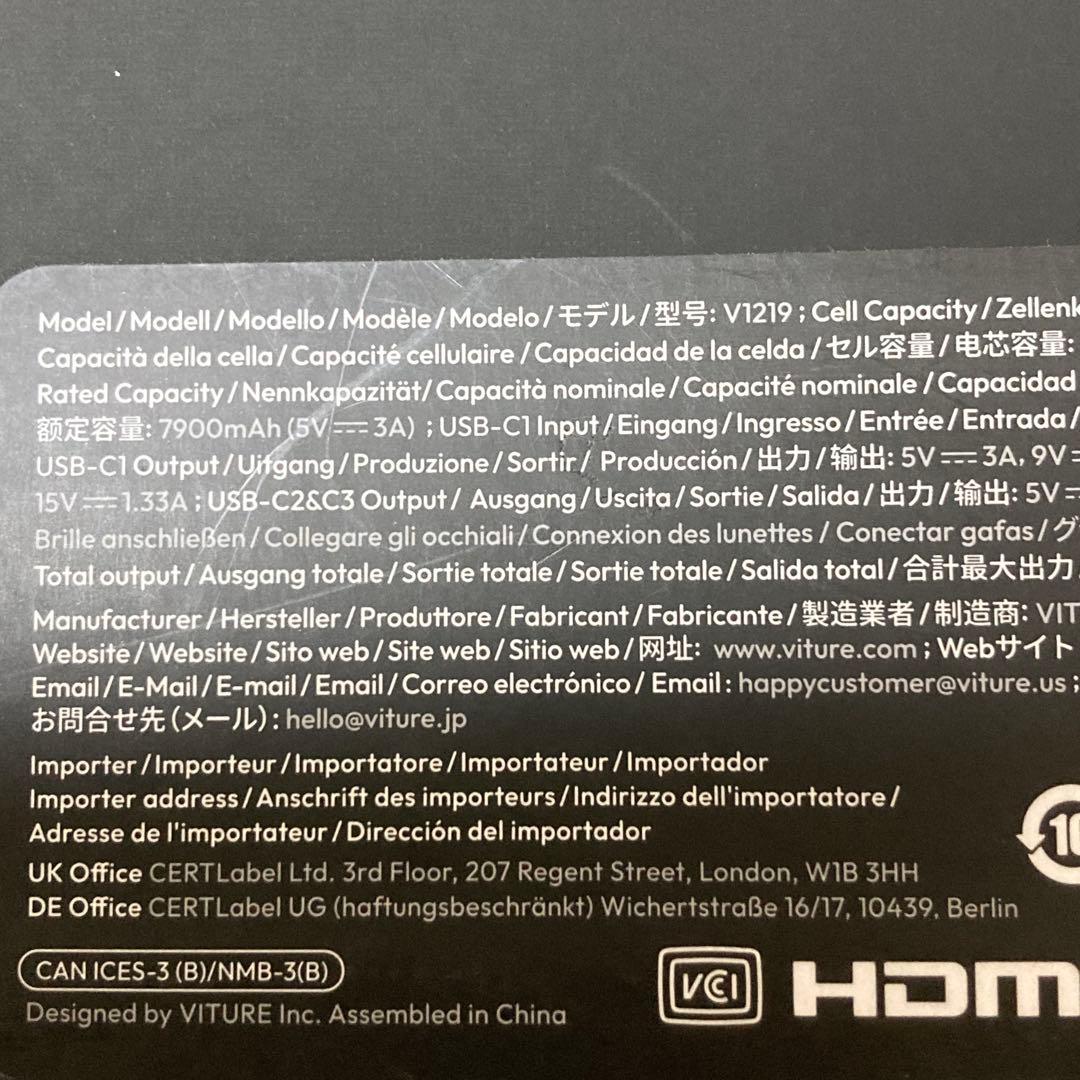 Model/Modell/Modello/Modèle/Modelo/モデル/型号: V1219 ; Cell Capacity/Zellenk
Capacità della cella/Capacité cellulaire/Capacidad de la celda/セル容量/电芯容量:
Rated Capacity/Nennkapazität/Capacità nominale/Capacité nominale/Capacidad
额定容量: 7900mAh (5V⎓3A) ; USB-C1 Input/Eingang/Ingresso/Entrée/Entrada/
USB-C1 Output/Uitgang/Produzione/Sortir/ Producción/出力/输出: 5V⎓3A, 9V⎓
15V⎓1.33A ; USB-C2&C3 Output/ Ausgang/Uscita/Sortie/Salida/出力/输出: 5V⎓
Brille anschließen/Collegare gli occhiali/Connexion des lunettes / Conectar gafas/グ
Total output/Ausgang totale/Sortie totale/Sortie totale/Salida total/合計最大出力
Manufacturer/Hersteller/Produttore/Fabricant/Fabricante/製造業者/制造商: VIT
Website/Website/Sito web/Site web/Sitio web/网址: www.viture.com ; Webサイト
Email/E-Mail/E-mail/Email/Correo electrónico/ Email: happycustomer@viture.us ;
お問合せ先(メール): hello@viture.jp
Importer/Importeur/Importatore/Importateur/Importador
Importer address/Anschrift des importeurs/Indirizzo dell'importatore/
Adresse de l'importateur/Dirección del importador
UK Office CERTLabel Ltd. 3rd Floor, 207 Regent Street, London, W1B 3HH
DE Office CERTLabel UG (haftungsbeschränkt) Wichertstraße 16/17, 10439, Berlin
10
CAN ICES-3 (B)/NMB-3(B)
Designed by VITURE Inc. Assembled in China
VCCI
HDM